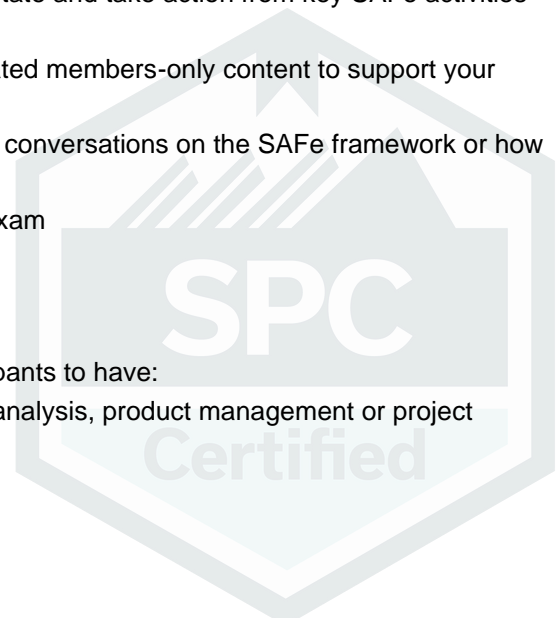 tate and take action from key SAFe activities
ated members-only content to support your
conversations on the SAFe framework or how
xam
SPC
pants to have:
analysis, product management or project
Certified